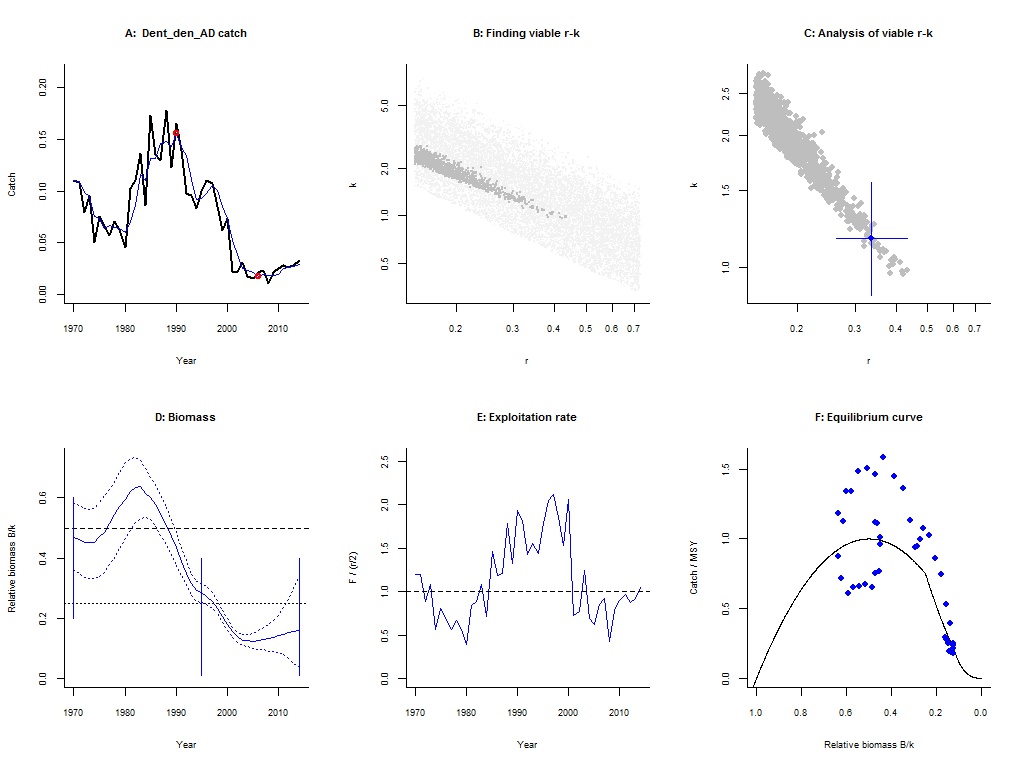 A: Dent_den_AD catch
Catch
0.00 0.05 0.10 0.15 0.20
1970 1980 1990 2000 2010
Year
B: Finding viable r-k
k
0.5 1.0 2.0 5.0
0.2 0.3 0.4 0.5 0.6 0.7
r
C: Analysis of viable r-k
k
1.0 1.5 2.0 2.5
0.2 0.3 0.4 0.5 0.6 0.7
r
D: Biomass
Relative biomass B/k
0.0 0.2 0.4 0.6
1970 1980 1990 2000 2010
Year
E: Exploitation rate
F / (r/2)
0.0 0.5 1.0 1.5 2.0 2.5
1970 1980 1990 2000 2010
Year
F: Equilibrium curve
Catch / MSY
0.0 0.5 1.0 1.5
1.0 0.8 0.6 0.4 0.2 0.0
Relative biomass B/k